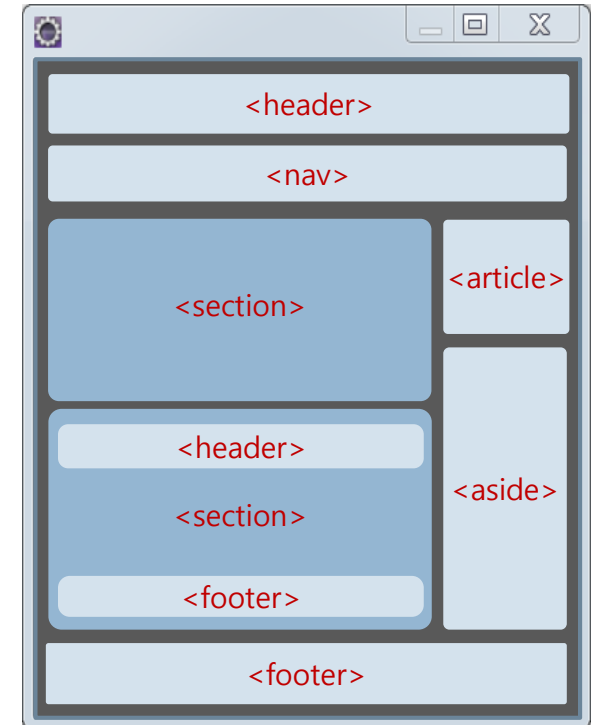 <header>
<nav>
<section>
<article>
<header>
<section>
<aside>
<footer>
<footer>